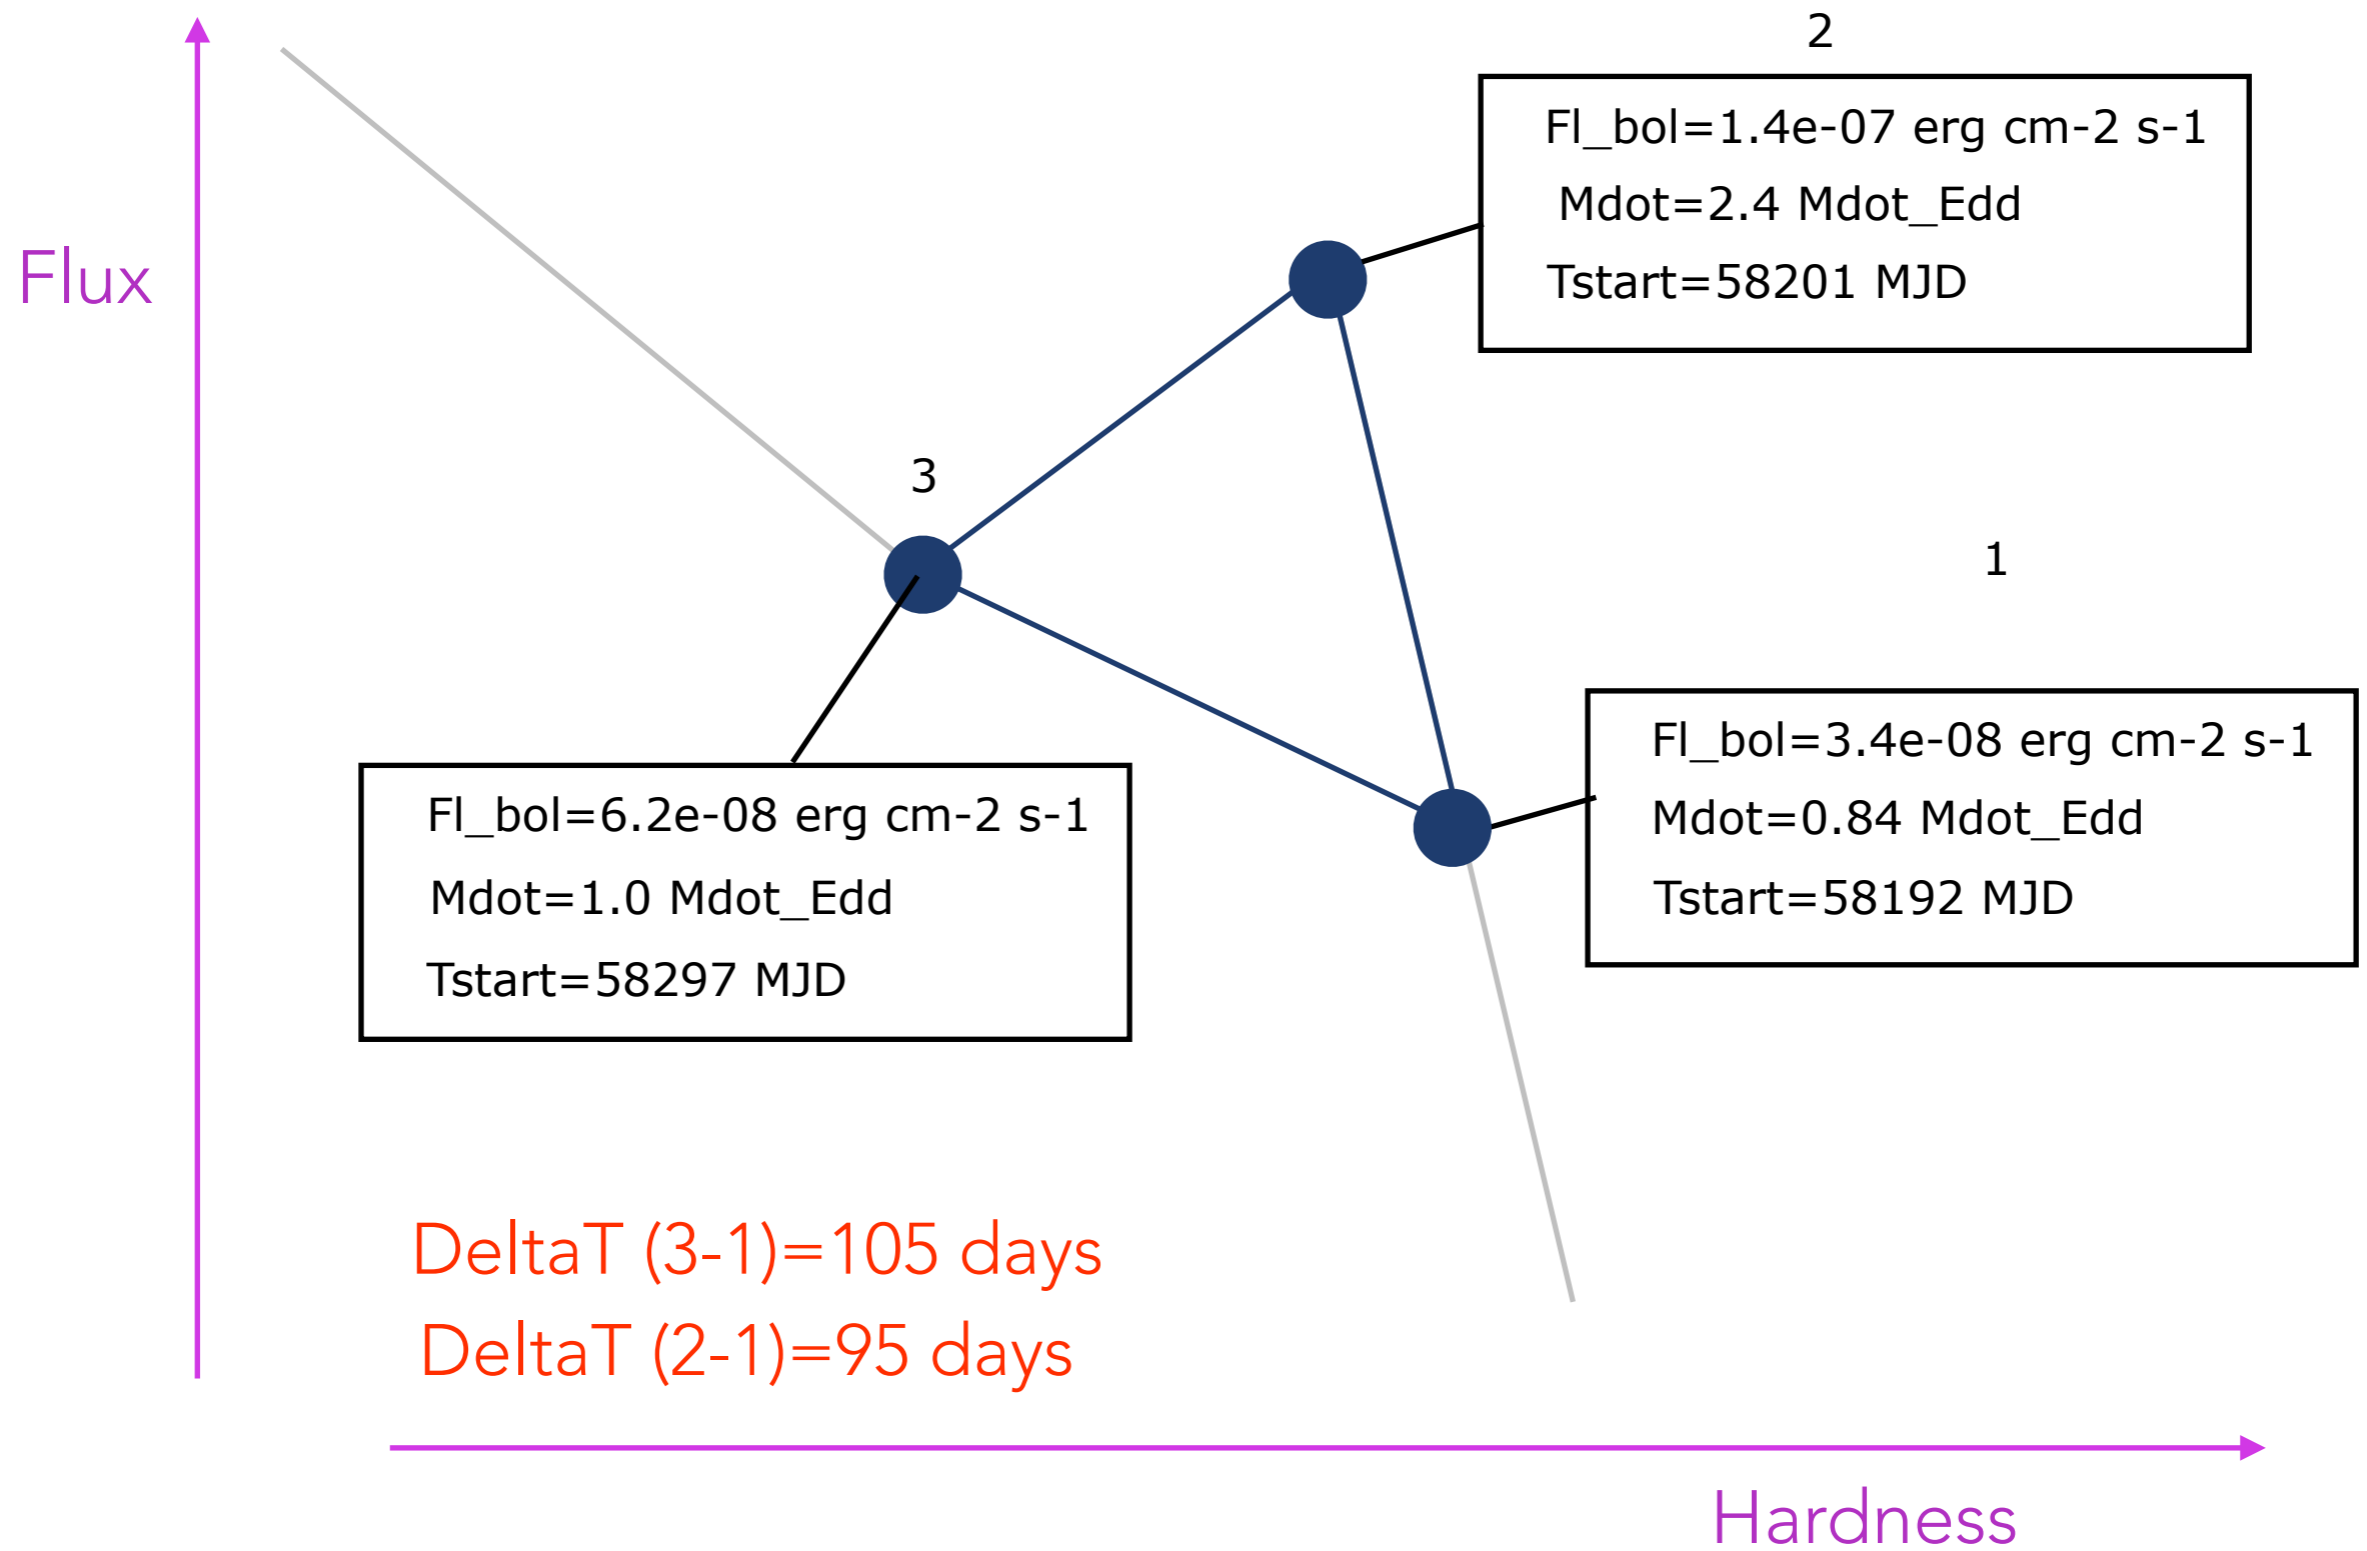 2
Fl_bol=1.4e-07 erg cm-2 s-1
Mdot=2.4 Mdot_Edd
Tstart=58201 MJD
Flux
3
1
Fl_bol=3.4e-08 erg cm-2 s-1
Mdot=0.84 Mdot_Edd
Tstart=58192 MJD
Fl_bol=6.2e-08 erg cm-2 s-1
Mdot=1.0 Mdot_Edd
Tstart=58297 MJD
DeltaT (3-1)=105 days
DeltaT (2-1)=95 days
Hardness